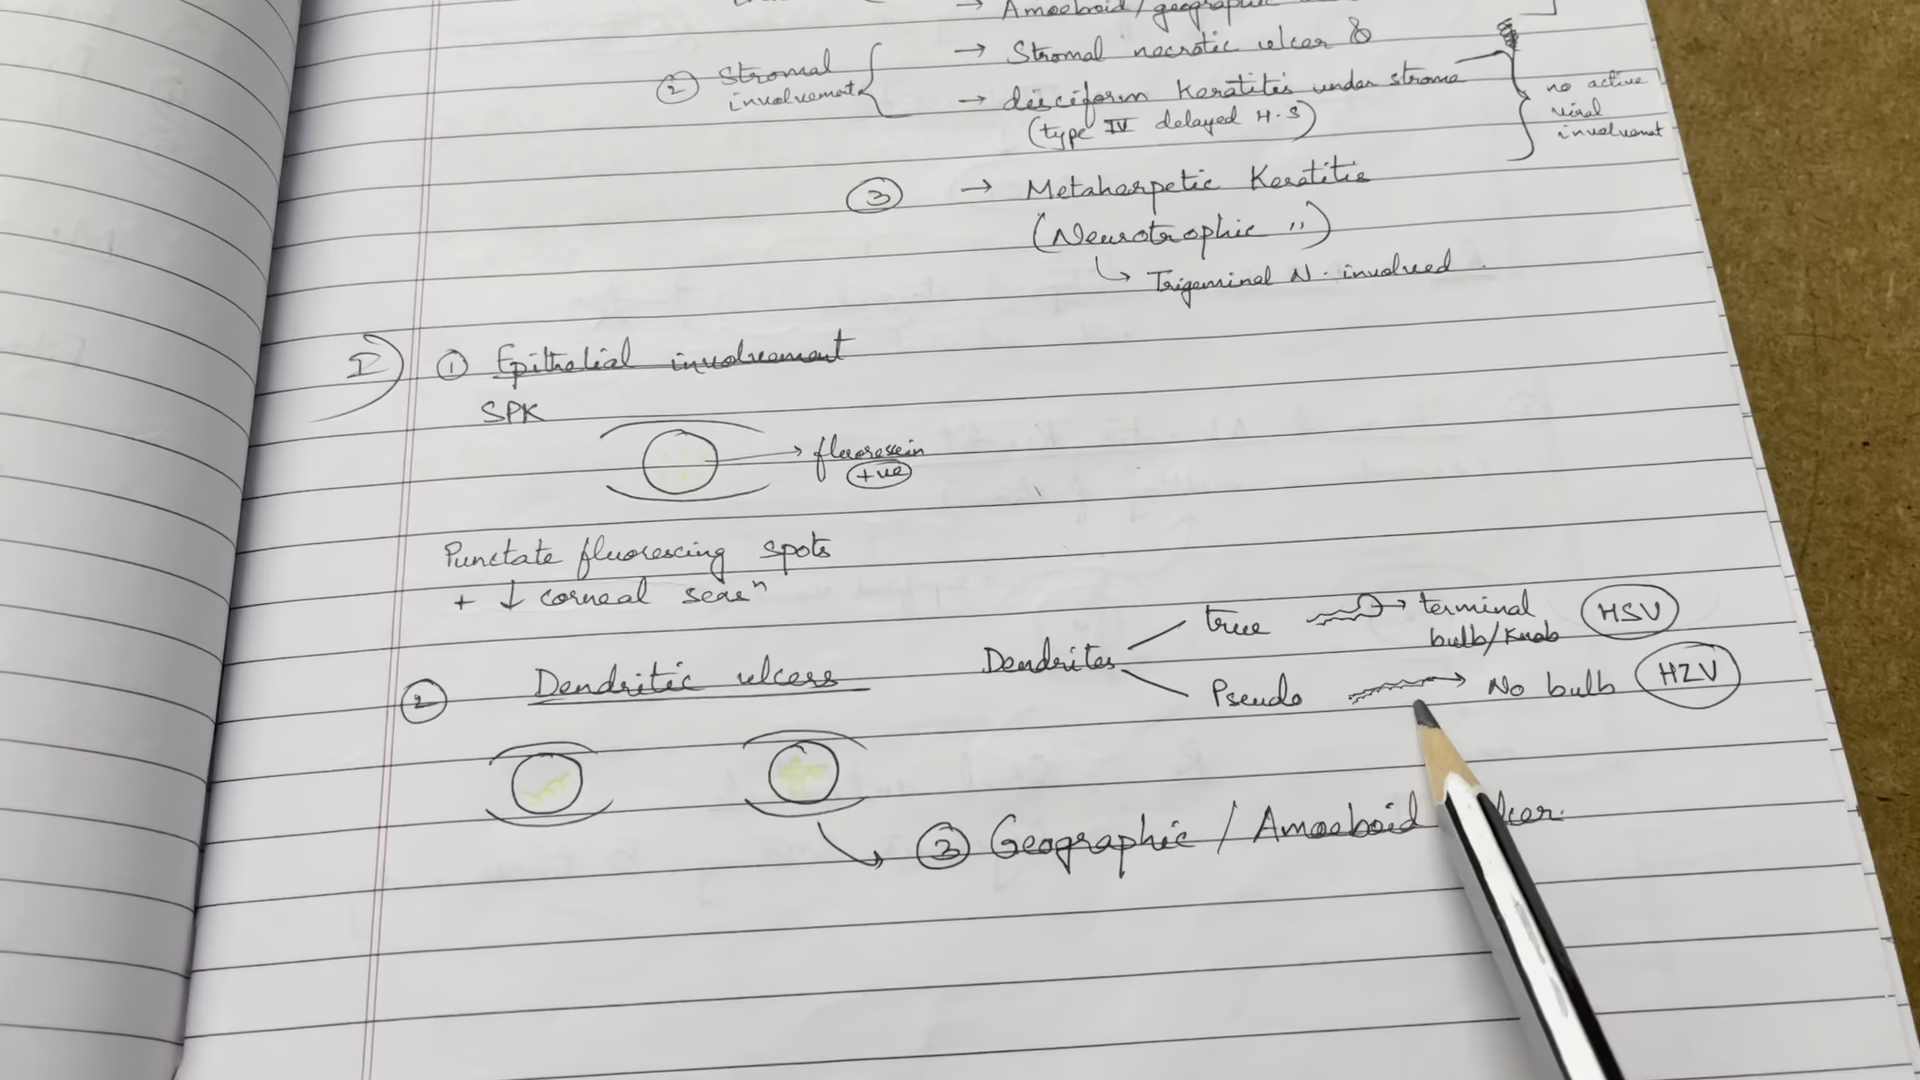 → Amoeboid/geographic
② Stromal involvement
→ Stromal necrotic ulcer &
→ disciform Keratitis under stroma
(type IV delayed H.S)
no active
viral
involvement
③ → Metaherpetic Keratitis
(Neurotrophic ")
↳ Trigeminal N. involved.
I) ① Epithelial involvement
SPK
→ fluorescein
+ve
Punctate fluorescing spots
+ ↓ corneal sensⁿ
② Dendritic ulcers
Dendrites
true → terminal bulb/knob HSV
Pseudo → No bulb HZV
③ Geographic / Amoeboid